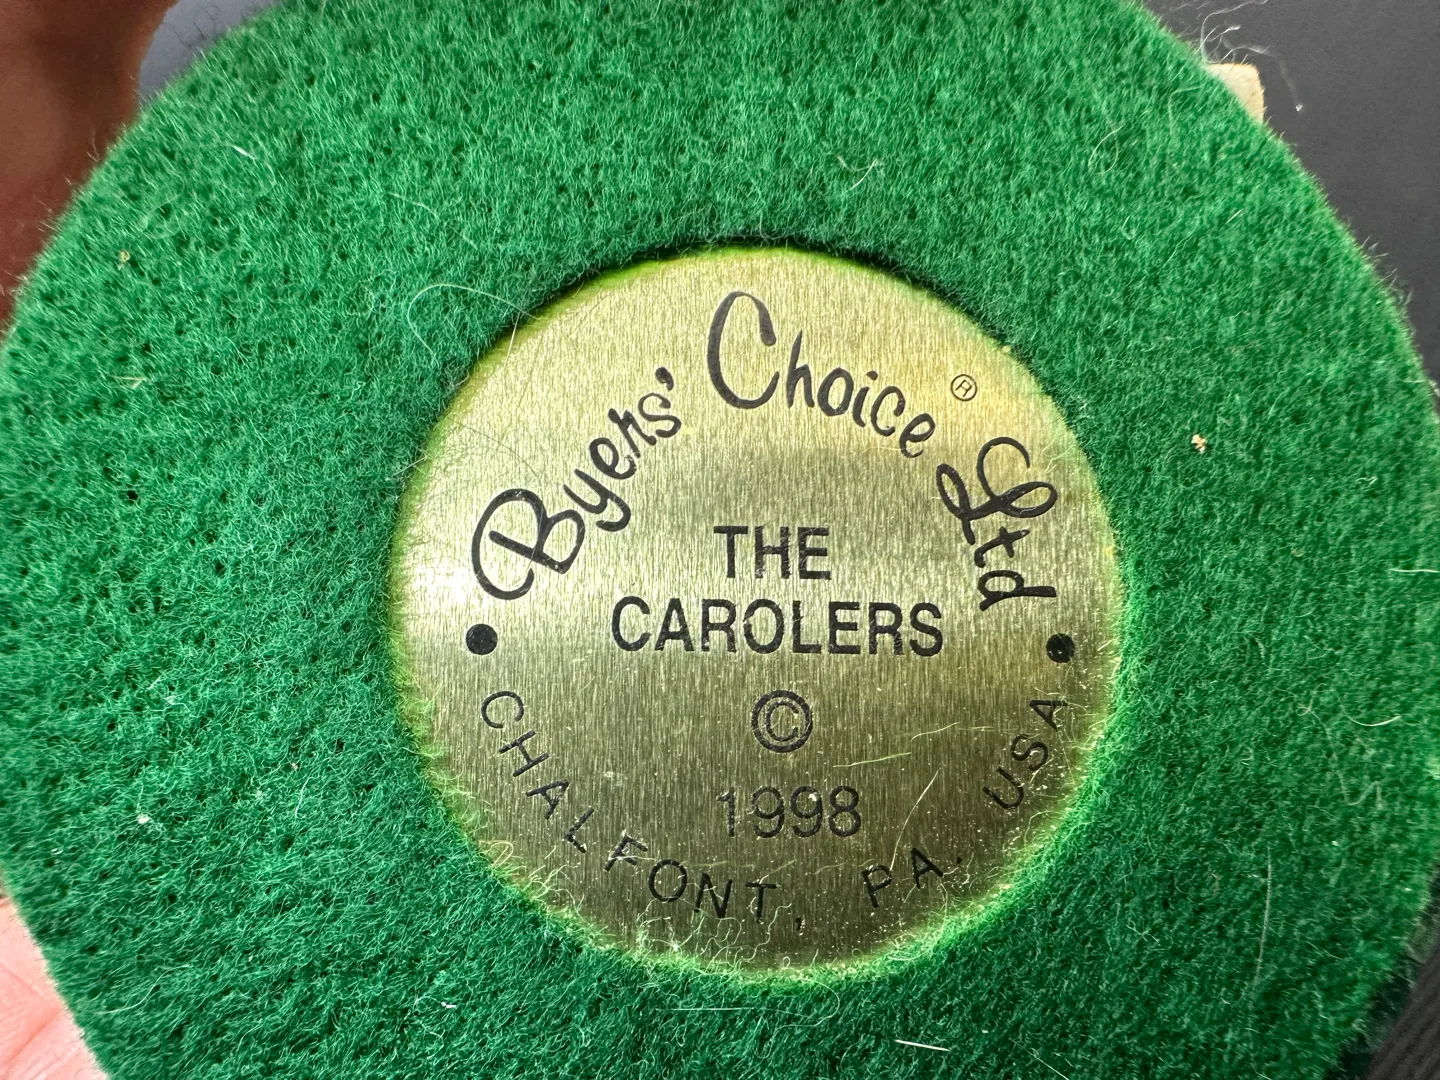 Byers' Choice® Ltd
THE
CAROLERS
©
1998
CHALFONT, PA. USA